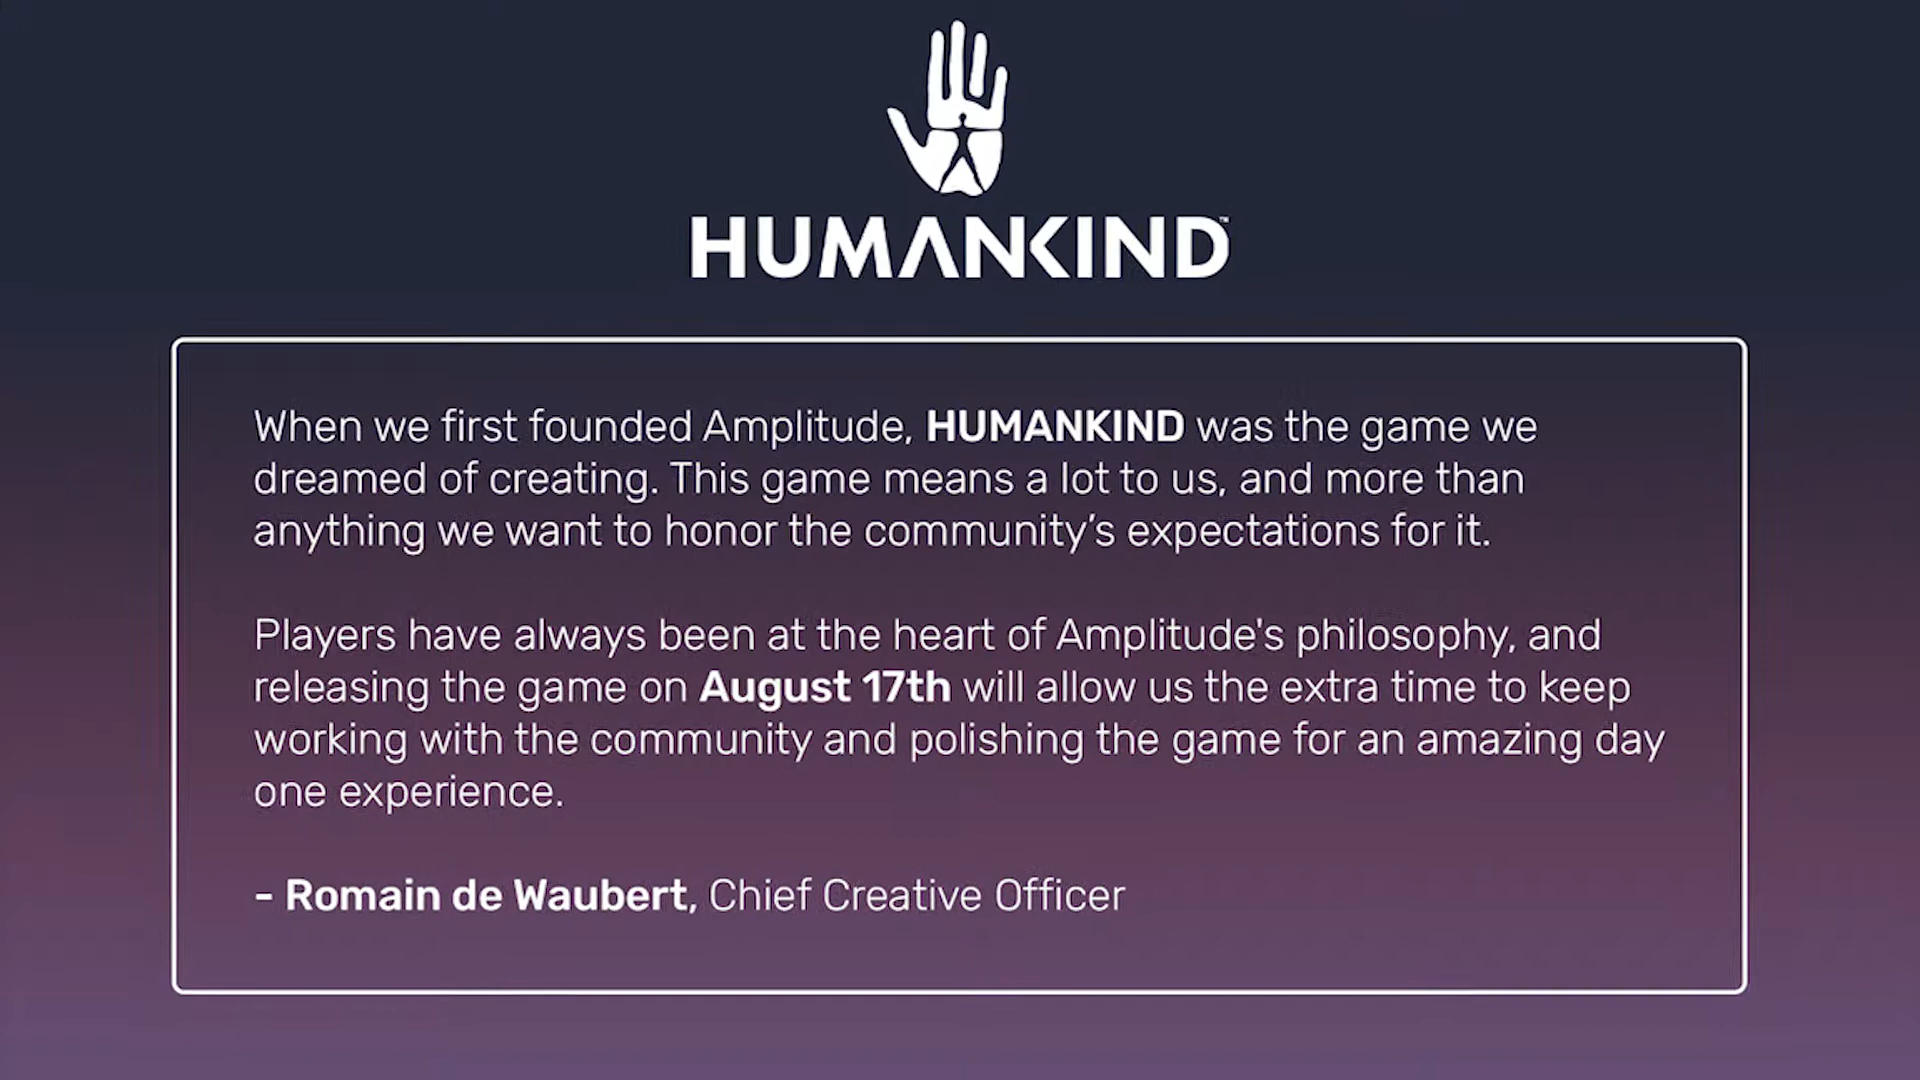 HUMANKIND™
When we first founded Amplitude, HUMANKIND was the game we
dreamed of creating. This game means a lot to us, and more than
anything we want to honor the community’s expectations for it.
Players have always been at the heart of Amplitude's philosophy, and
releasing the game on August 17th will allow us the extra time to keep
working with the community and polishing the game for an amazing day
one experience.
- Romain de Waubert, Chief Creative Officer